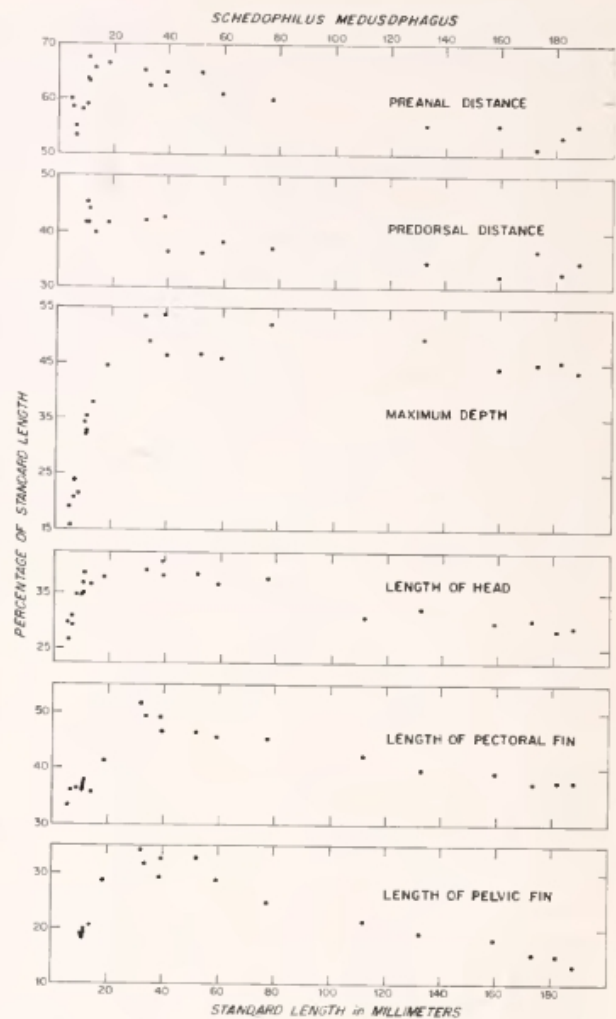 SCHEDOPHILUS MEDUSOPHAGUS
20 40 60 80 100 120 140 160 180
70
60
50
PREANAL DISTANCE
50
40
30
PREDORSAL DISTANCE
55
45
35
25
15
MAXIMUM DEPTH
PERCENTAGE OF STANDARD LENGTH
35
25
LENGTH OF HEAD
50
40
30
LENGTH OF PECTORAL FIN
30
20
10
LENGTH OF PELVIC FIN
20 40 60 80 100 120 140 160 180
STANDARD LENGTH in MILLIMETERS